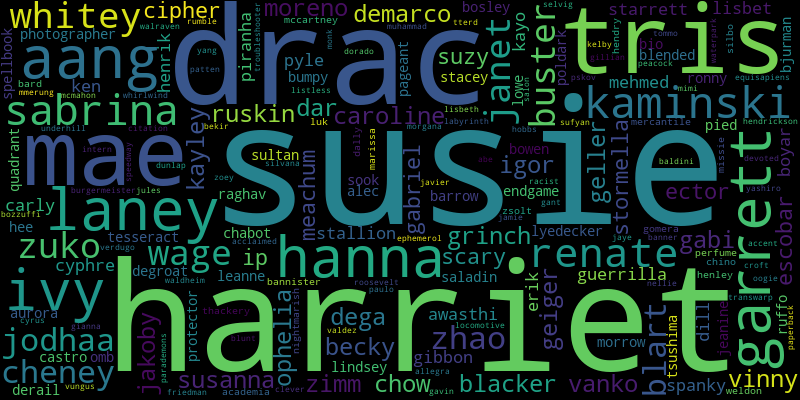 whitey
cipher
rumble
walraven
moreno
mccartney
demarco
bosley
tterd
starrett
lisbet
selvig
spellbook
photographer
aang
henrik
piranha
troubleshooter
drac
muhammad
monk
pageant
janet
kayo
lowe
salon
buster
tris
puldark
kelby
hendry
tommo
gillian
waterpark
bio
silbo
bjurman
yang
patten
dorado
suzy
stacey
blended
ronny
peacock
pskov
equisapiens
bard
mmerung
ken
pyle
bumpy
listless
mehmed
kaminski
mimi
sabrina
mcmahon
whirlwind
ruskin
dar
caroline
luk
lisbeth
morgana
labyrinth
hobbs
sufyan
mercantile
pied
hendrickson
underhill
citation
bekir
marissa
dally
quadrant
mae
intern
speedway
dunlap
kayley
sultan
silvana
zoey
meachum
sook
alec
gabriel
susie
bowen
igor
abe
endgame
racist
gant
geller
stormella
baldini
missie
devoted
yashiro
boyar
burgermeister
jules
raghav
javier
barrow
zsolt
jamie
ector
garrett
escobar
carly
bozzuffi
laney
chabot
acclaimed
stallion
ephemerol
lyedecker
jaye
gomera
banner
hee
zuko
tesseract
verdugo
wage
ip
hanna
grinch
scary
renate
gabi
perfume
chino
accent
croft
oogie
cyphre
degroat
waldheim
leanne
bannister
roosevelt
paulo
saladin
guerrilla
henley
nellie
transwarp
ivy
aurora
cyrus
gianna
protector
thackery
blunt
ophelia
nightmarish
harriet
valdez
dega
awasthi
locomotive
erik
geiger
morrow
tsushima
dill
jeanine
ruffo
paperback
jodhaa
castro
omb
parademons
jakoby
becky
zhao
lindsey
gibbon
allegra
blart
cheney
derail
vungus
friedman
susanna
academia
clever
zimm
chow
gavin
blacker
vanko
spanky
weldon
vinny